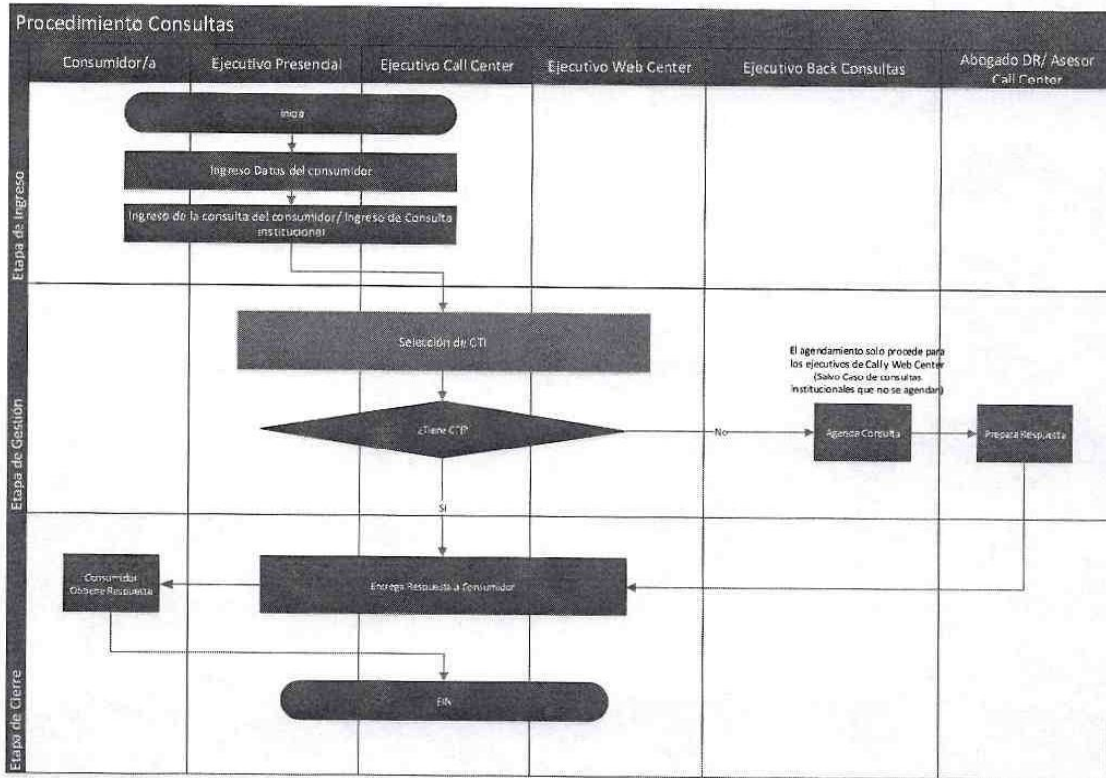 Procedimiento Consultas
Consumidor/a
Ejecutivo Presencial
Ejecutivo Call Center
Ejecutivo Web Center
Ejecutivo Back Consultas
Abogado DR/ Asesor
Call Center
Etapa de Ingreso
Inicio
Ingreso Datos del consumidor
Ingreso de la consulta del consumidor/ Ingreso de Consulta
Institucional
Etapa de Gestión
Selección de CTI
¿Tiene CTI?
No
El agendamiento solo procede para
los ejecutivos de Call y Web Center
(Salvo Caso de consultas
Institucionales que no se agendan)
Agenda Consulta
Prepara Respuesta
Si
Etapa de Cierre
Consumidor
Obtiene Respuesta
Entrega Respuesta a Consumidor
FIN